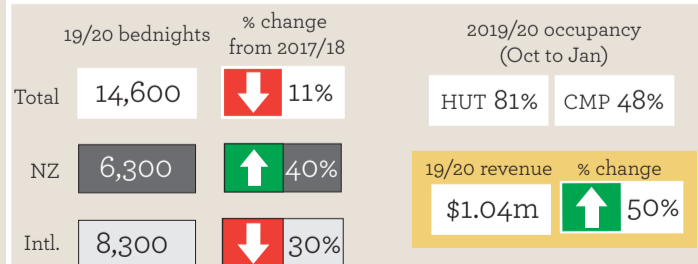 19/20 bednights
% change
from 2017/18
Total 14,600 11%
NZ 6,300 40%
Intl. 8,300 30%
2019/20 occupancy
(Oct to Jan)
HUT 81% CMP 48%
19/20 revenue % change
$1.04m 50%